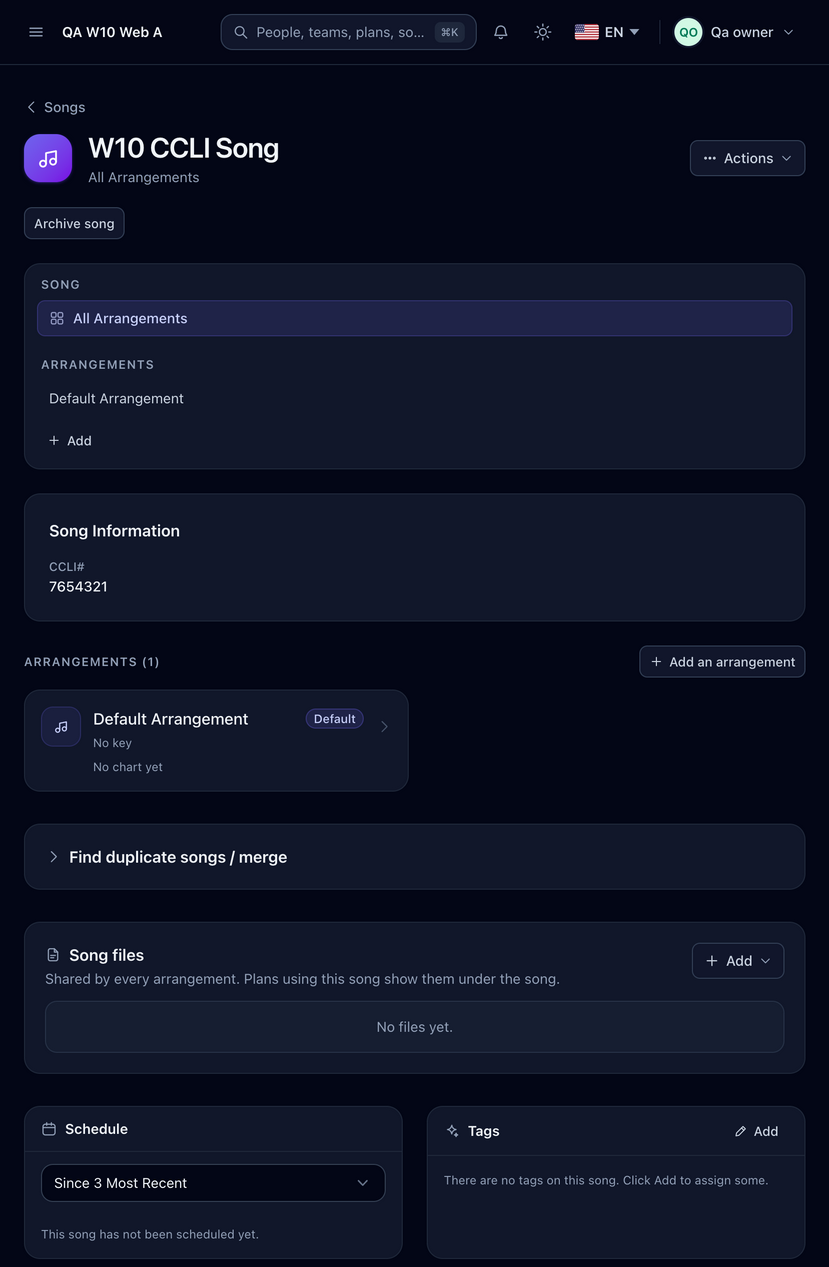 QA W10 Web A
People, teams, plans, so... ⌘K
EN
QO Qa owner
Songs
W10 CCLI Song
All Arrangements
Actions
Archive song
SONG
All Arrangements
ARRANGEMENTS
Default Arrangement
+ Add
Song Information
CCLI#
7654321
ARRANGEMENTS (1)
+ Add an arrangement
Default Arrangement
Default
No key
No chart yet
Find duplicate songs / merge
Song files
+ Add
Shared by every arrangement. Plans using this song show them under the song.
No files yet.
Schedule
Since 3 Most Recent
This song has not been scheduled yet.
Tags
Add
There are no tags on this song. Click Add to assign some.